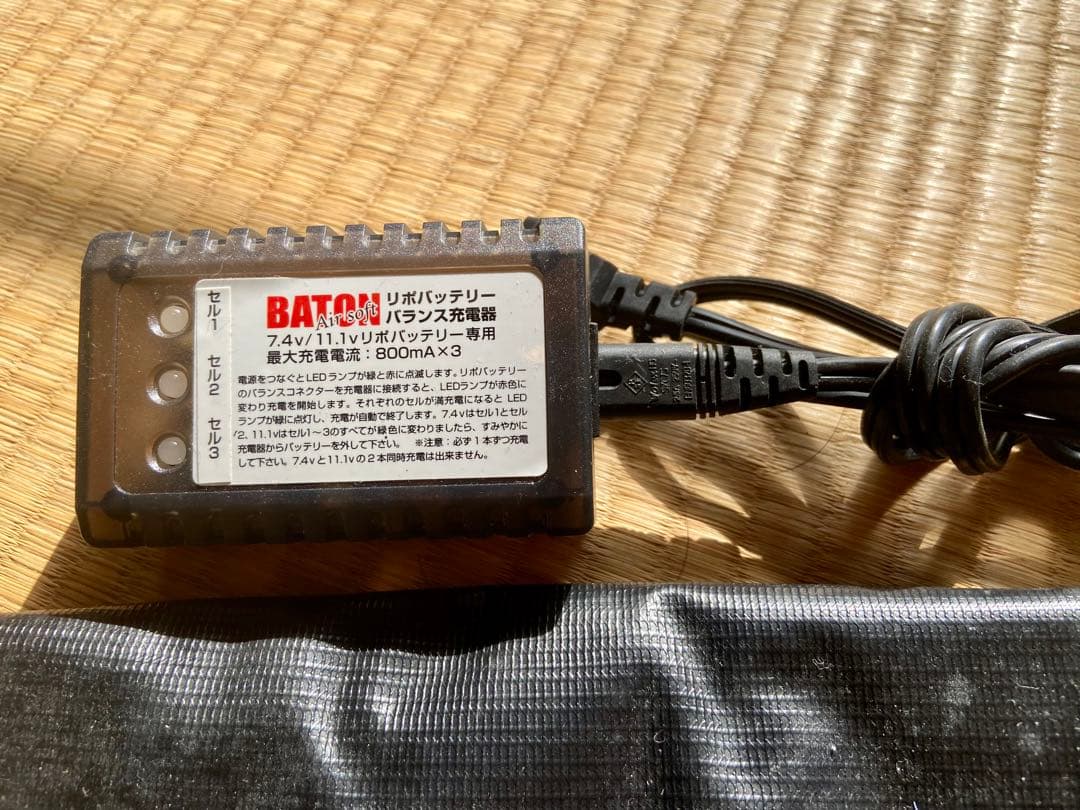 セル1
セル2
セル3
BATON Air soft
リポバッテリー
バランス充電器
7.4v/11.1vリポバッテリー専用
最大充電電流：800mA×3
電源をつなぐとLEDランプが緑と赤に点滅します。リポバッテリー
のバランスコネクターを充電器に接続すると、LEDランプが赤色に
変わり充電を開始します。それぞれのセルが満充電になると LED
ランプが緑に点灯し、充電が自動で終了します。7.4vはセル1とセル
2、11.1vはセル1〜3のすべてが緑色に変わりましたら、すみやかに
充電器からバッテリーを外して下さい。 ※注意：必ず1本ずつ充電
して下さい。7.4vと11.1vの2本同時充電は出来ません。